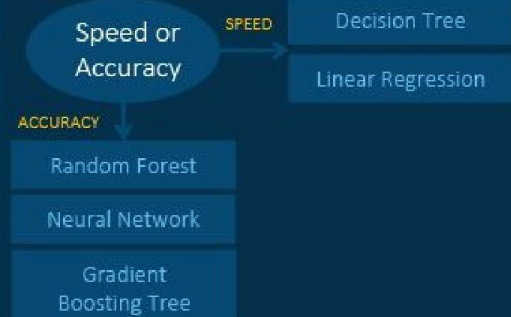 Speed or
Accuracy
SPEED
Decision Tree
Linear Regression
ACCURACY
Random Forest
Neural Network
Gradient
Boosting Tree